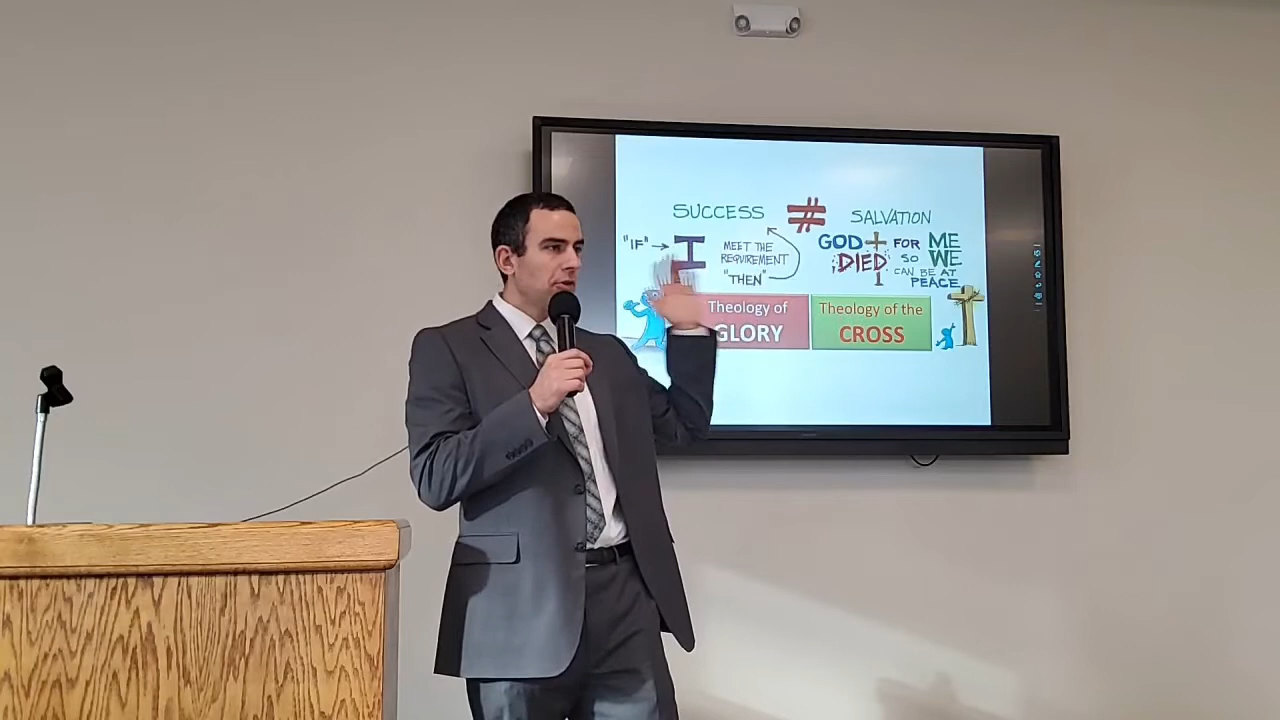 SUCCESS ≠ SALVATION
"IF" → I MEET THE REQUIREMENT "THEN"
GOD DIED FOR ME SO WE CAN BE AT PEACE
Theology of GLORY
Theology of the CROSS